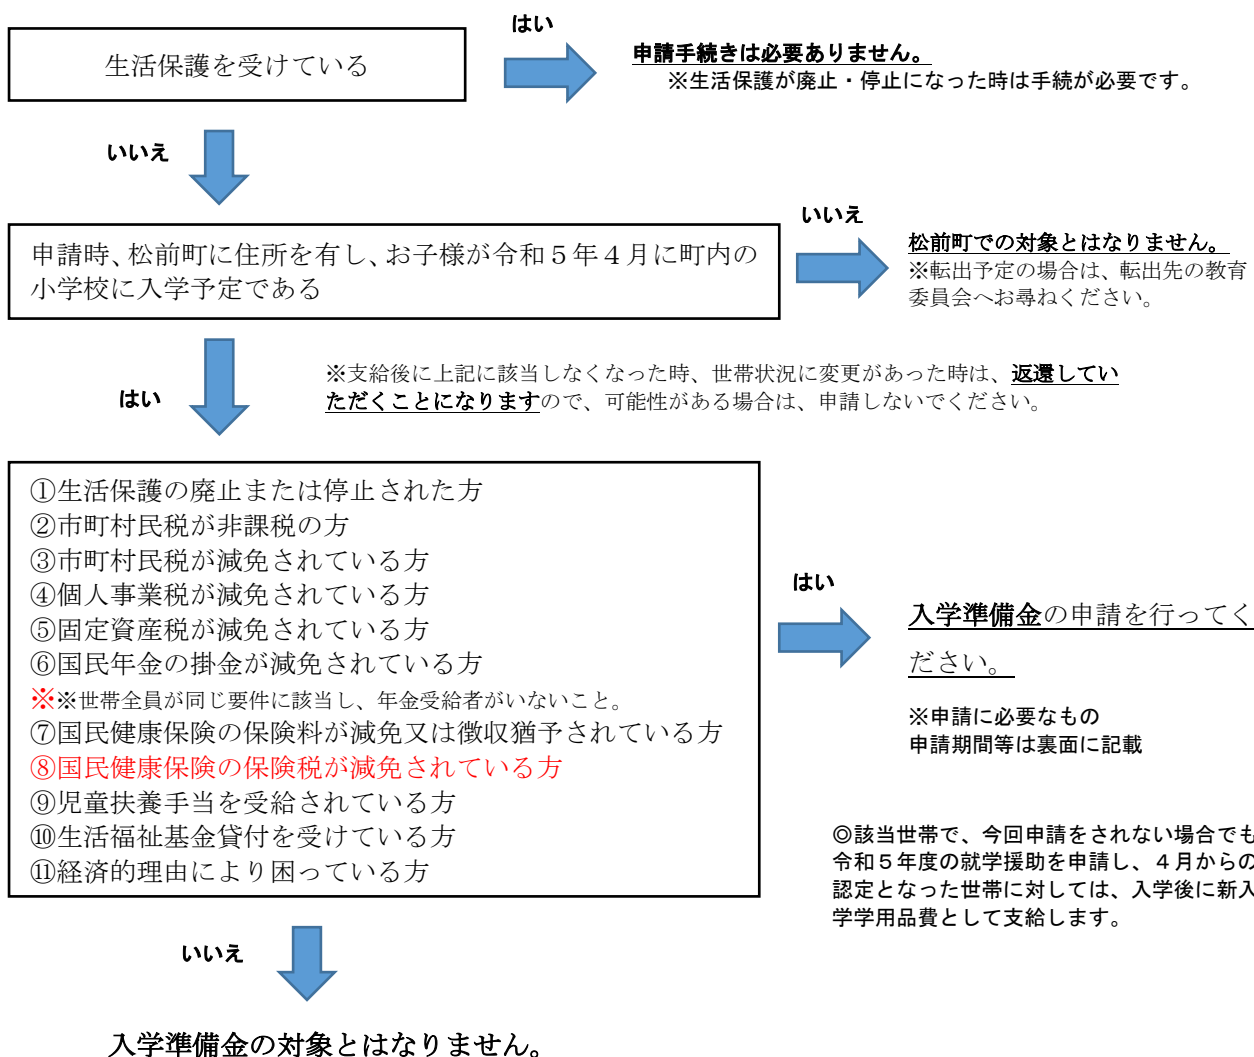 はい
生活保護を受けている
申請手続きは必要ありません。
※生活保護が廃止・停止になった時は手続が必要です。
いいえ
いいえ
申請時、松前町に住所を有し、お子様が令和５年４月に町内の
小学校に入学予定である
松前町での対象とはなりません。
※転出予定の場合は、転出先の教育
委員会へお尋ねください。
はい
※支給後に上記に該当しなくなった時、世帯状況に変更があった時は、返還してい
ただくことになりますので、可能性がある場合は、申請しないでください。
①生活保護の廃止または停止された方
②市町村民税が非課税の方
③市町村民税が減免されている方
④個人事業税が減免されている方
⑤固定資産税が減免されている方
⑥国民年金の掛金が減免されている方
※※世帯全員が同じ要件に該当し、年金受給者がいないこと。
⑦国民健康保険の保険料が減免又は徴収猶予されている方
⑧国民健康保険の保険税が減免されている方
⑨児童扶養手当を受給されている方
⑩生活福祉基金貸付を受けている方
⑪経済的理由により困っている方
はい
入学準備金の申請を行ってく
ださい。
※申請に必要なもの
申請期間等は裏面に記載
◎該当世帯で、今回申請をされない場合でも
令和５年度の就学援助を申請し、４月からの
認定となった世帯に対しては、入学後に新入
学学用品費として支給します。
いいえ
入学準備金の対象とはなりません。